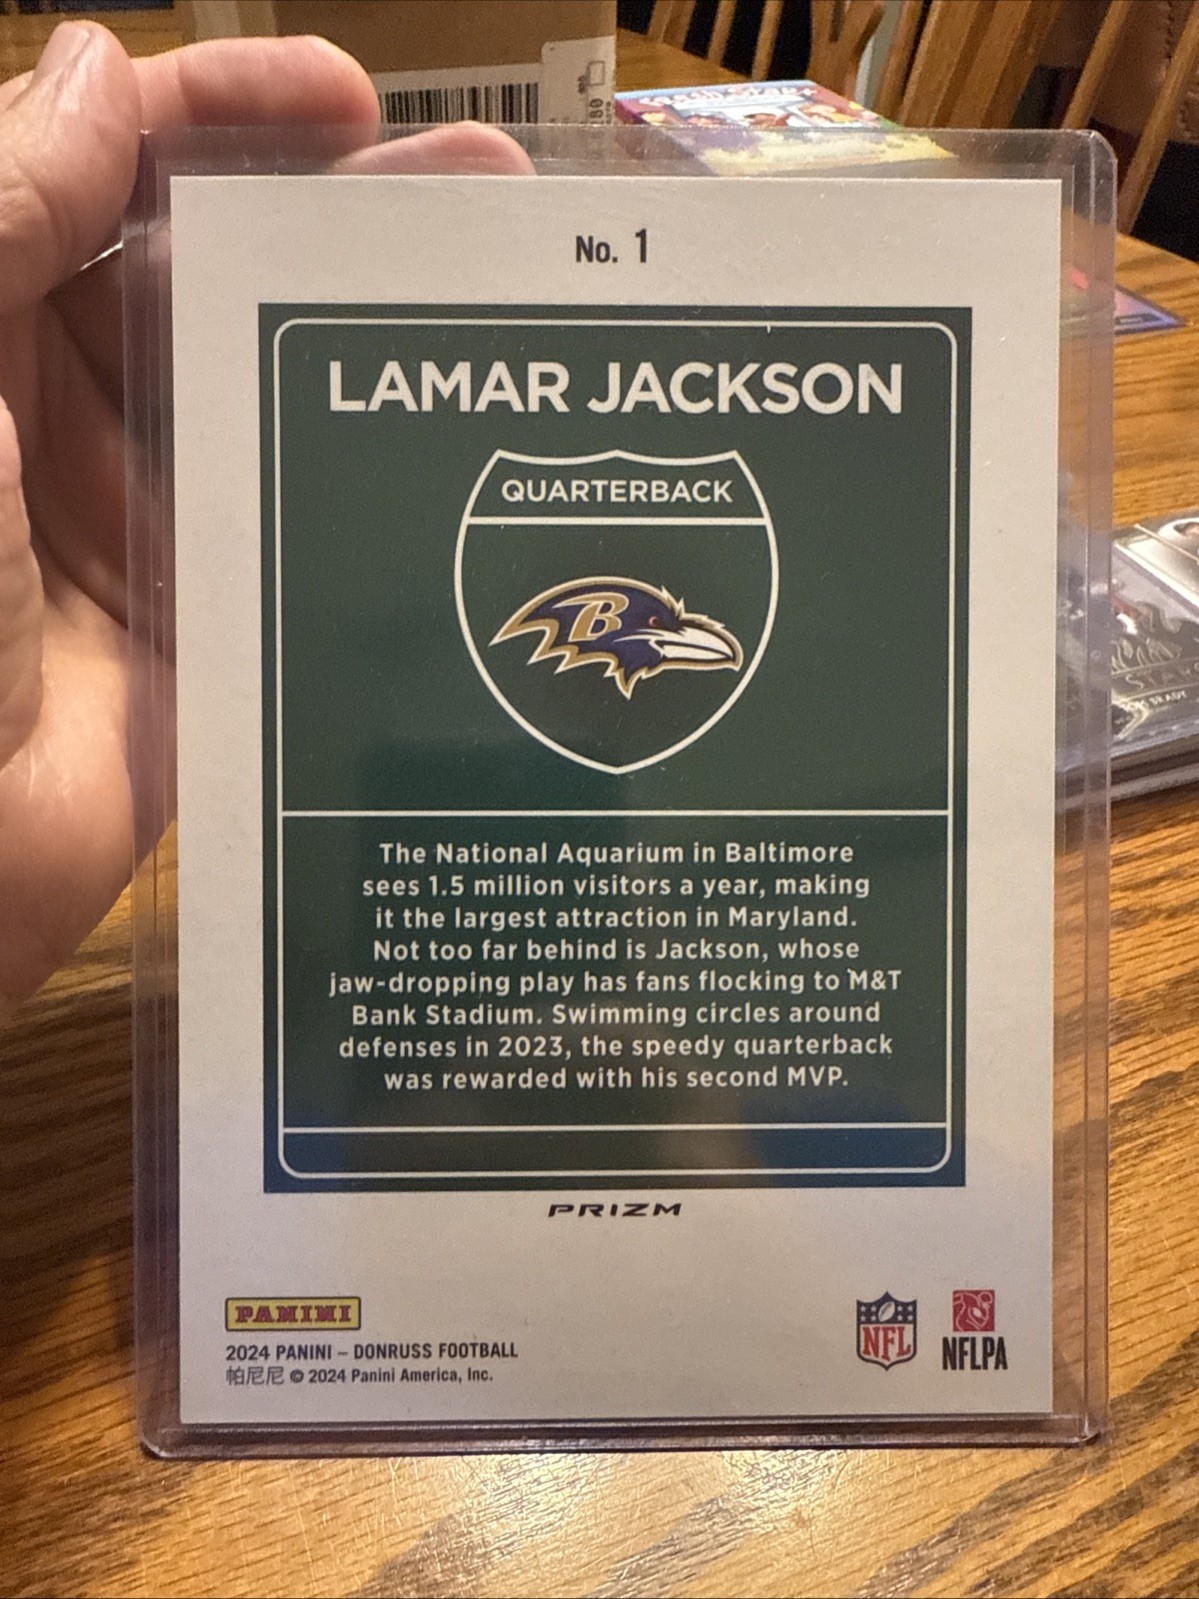 No. 1
LAMAR JACKSON
QUARTERBACK
B
The National Aquarium in Baltimore
sees 1.5 million visitors a year, making
it the largest attraction in Maryland.
Not too far behind is Jackson, whose
jaw-dropping play has fans flocking to M&T
Bank Stadium. Swimming circles around
defenses in 2023, the speedy quarterback
was rewarded with his second MVP.
PRIZM
PANINI
2024 PANINI – DONRUSS FOOTBALL
帕尼尼 © 2024 Panini America, Inc.
NFL
NFLPA
BRADY